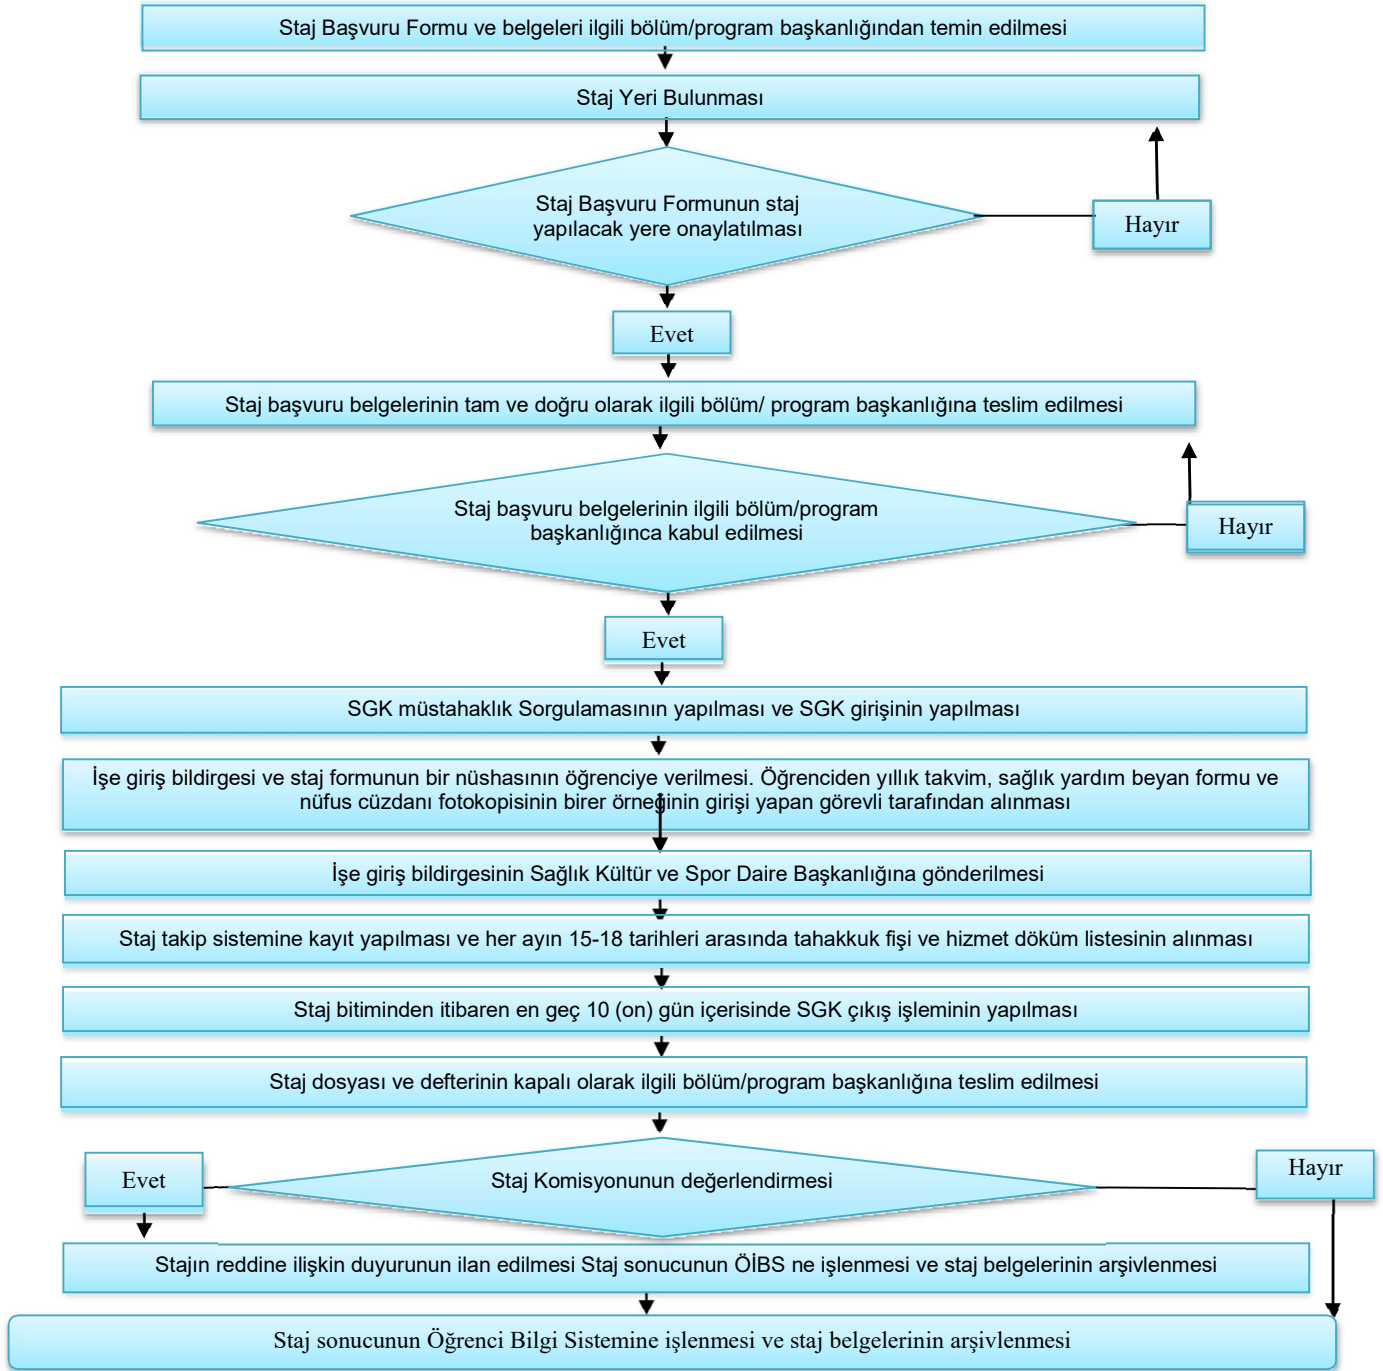 Staj Başvuru Formu ve belgeleri ilgili bölüm/program başkanlığından temin edilmesi
Staj Yeri Bulunması
Staj Başvuru Formunun staj
yapılacak yere onaylatılması
Hayır
Evet
Staj başvuru belgelerinin tam ve doğru olarak ilgili bölüm/ program başkanlığına teslim edilmesi
Staj başvuru belgelerinin ilgili bölüm/program
başkanlığınca kabul edilmesi
Hayır
Evet
SGK müstahaklık Sorgulamasının yapılması ve SGK girişinin yapılması
İşe giriş bildirgesi ve staj formunun bir nüshasının öğrenciye verilmesi. Öğrenciden yıllık takvim, sağlık yardım beyan formu ve
nüfus cüzdanı fotokopisinin birer örneğinin girişi yapan görevli tarafından alınması
İşe giriş bildirgesinin Sağlık Kültür ve Spor Daire Başkanlığına gönderilmesi
Staj takip sistemine kayıt yapılması ve her ayın 15-18 tarihleri arasında tahakkuk fişi ve hizmet döküm listesinin alınması
Staj bitiminden itibaren en geç 10 (on) gün içerisinde SGK çıkış işleminin yapılması
Staj dosyası ve defterinin kapalı olarak ilgili bölüm/program başkanlığına teslim edilmesi
Evet
Staj Komisyonunun değerlendirmesi
Hayır
Stajın reddine ilişkin duyurunun ilan edilmesi Staj sonucunun ÖİBS ne işlenmesi ve staj belgelerinin arşivlenmesi
Staj sonucunun Öğrenci Bilgi Sistemine işlenmesi ve staj belgelerinin arşivlenmesi